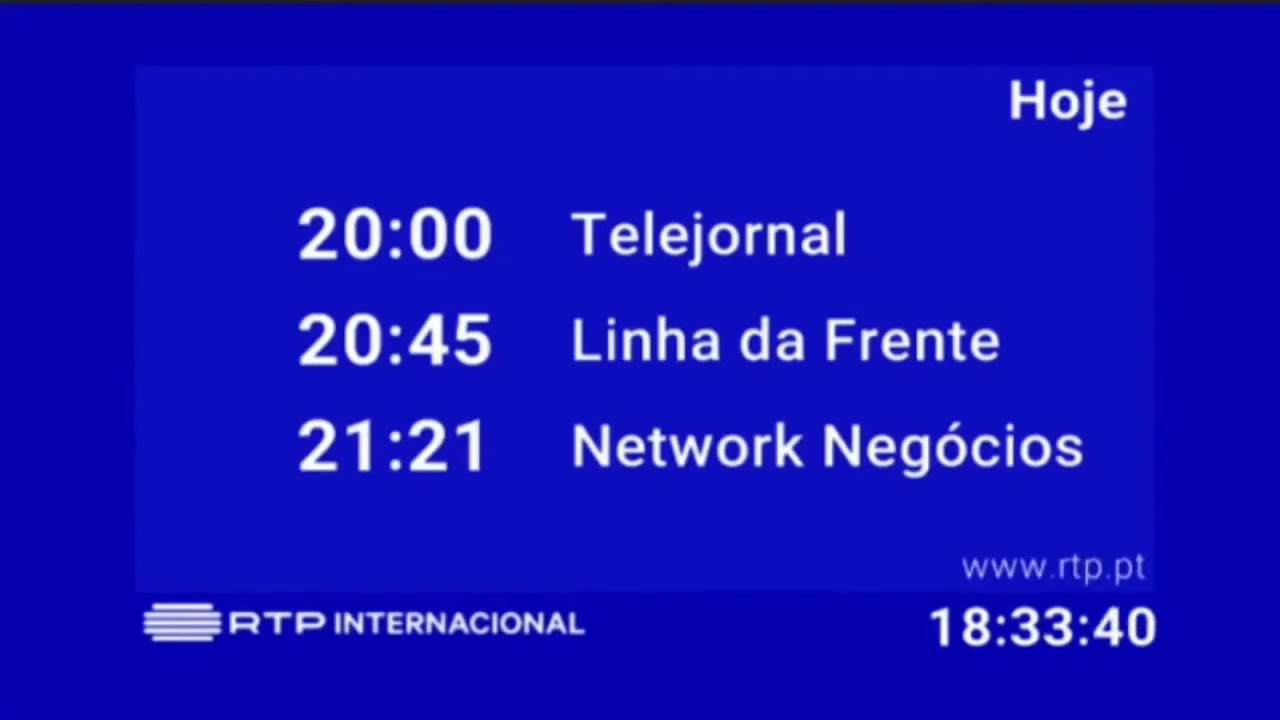 Hoje
20:00 Telejornal
20:45 Linha da Frente
21:21 Network Negócios
www.rtp.pt
RTP INTERNACIONAL 18:33:40